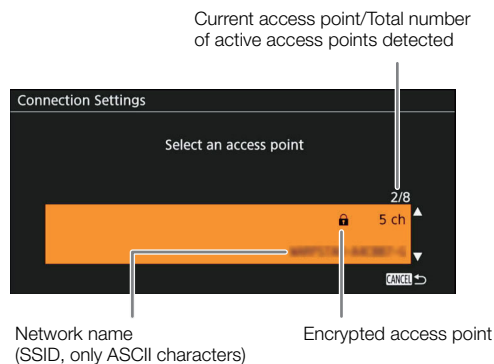 Current access point/Total number
of active access points detected
Connection Settings
Select an access point
2/8
5 ch
CANCEL
Network name
(SSID, only ASCII characters)
Encrypted access point